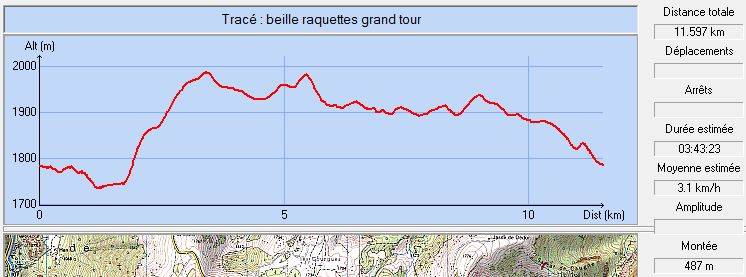 Tracé : beille raquettes grand tour
Alt (m)
2000
1900
1800
1700
0
5
10
Dist (km)
Distance totale
11.597 km
Déplacements
Arrêts
Durée estimée
03:43:23
Moyenne estimée
3.1 km/h
Amplitude
Montée
487 m